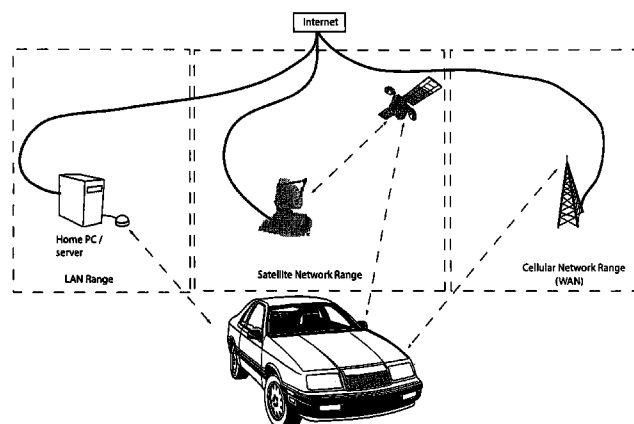 Internet
Home PC /
server
LAN Range
Satellite Network Range
Cellular Network Range
(WAN)